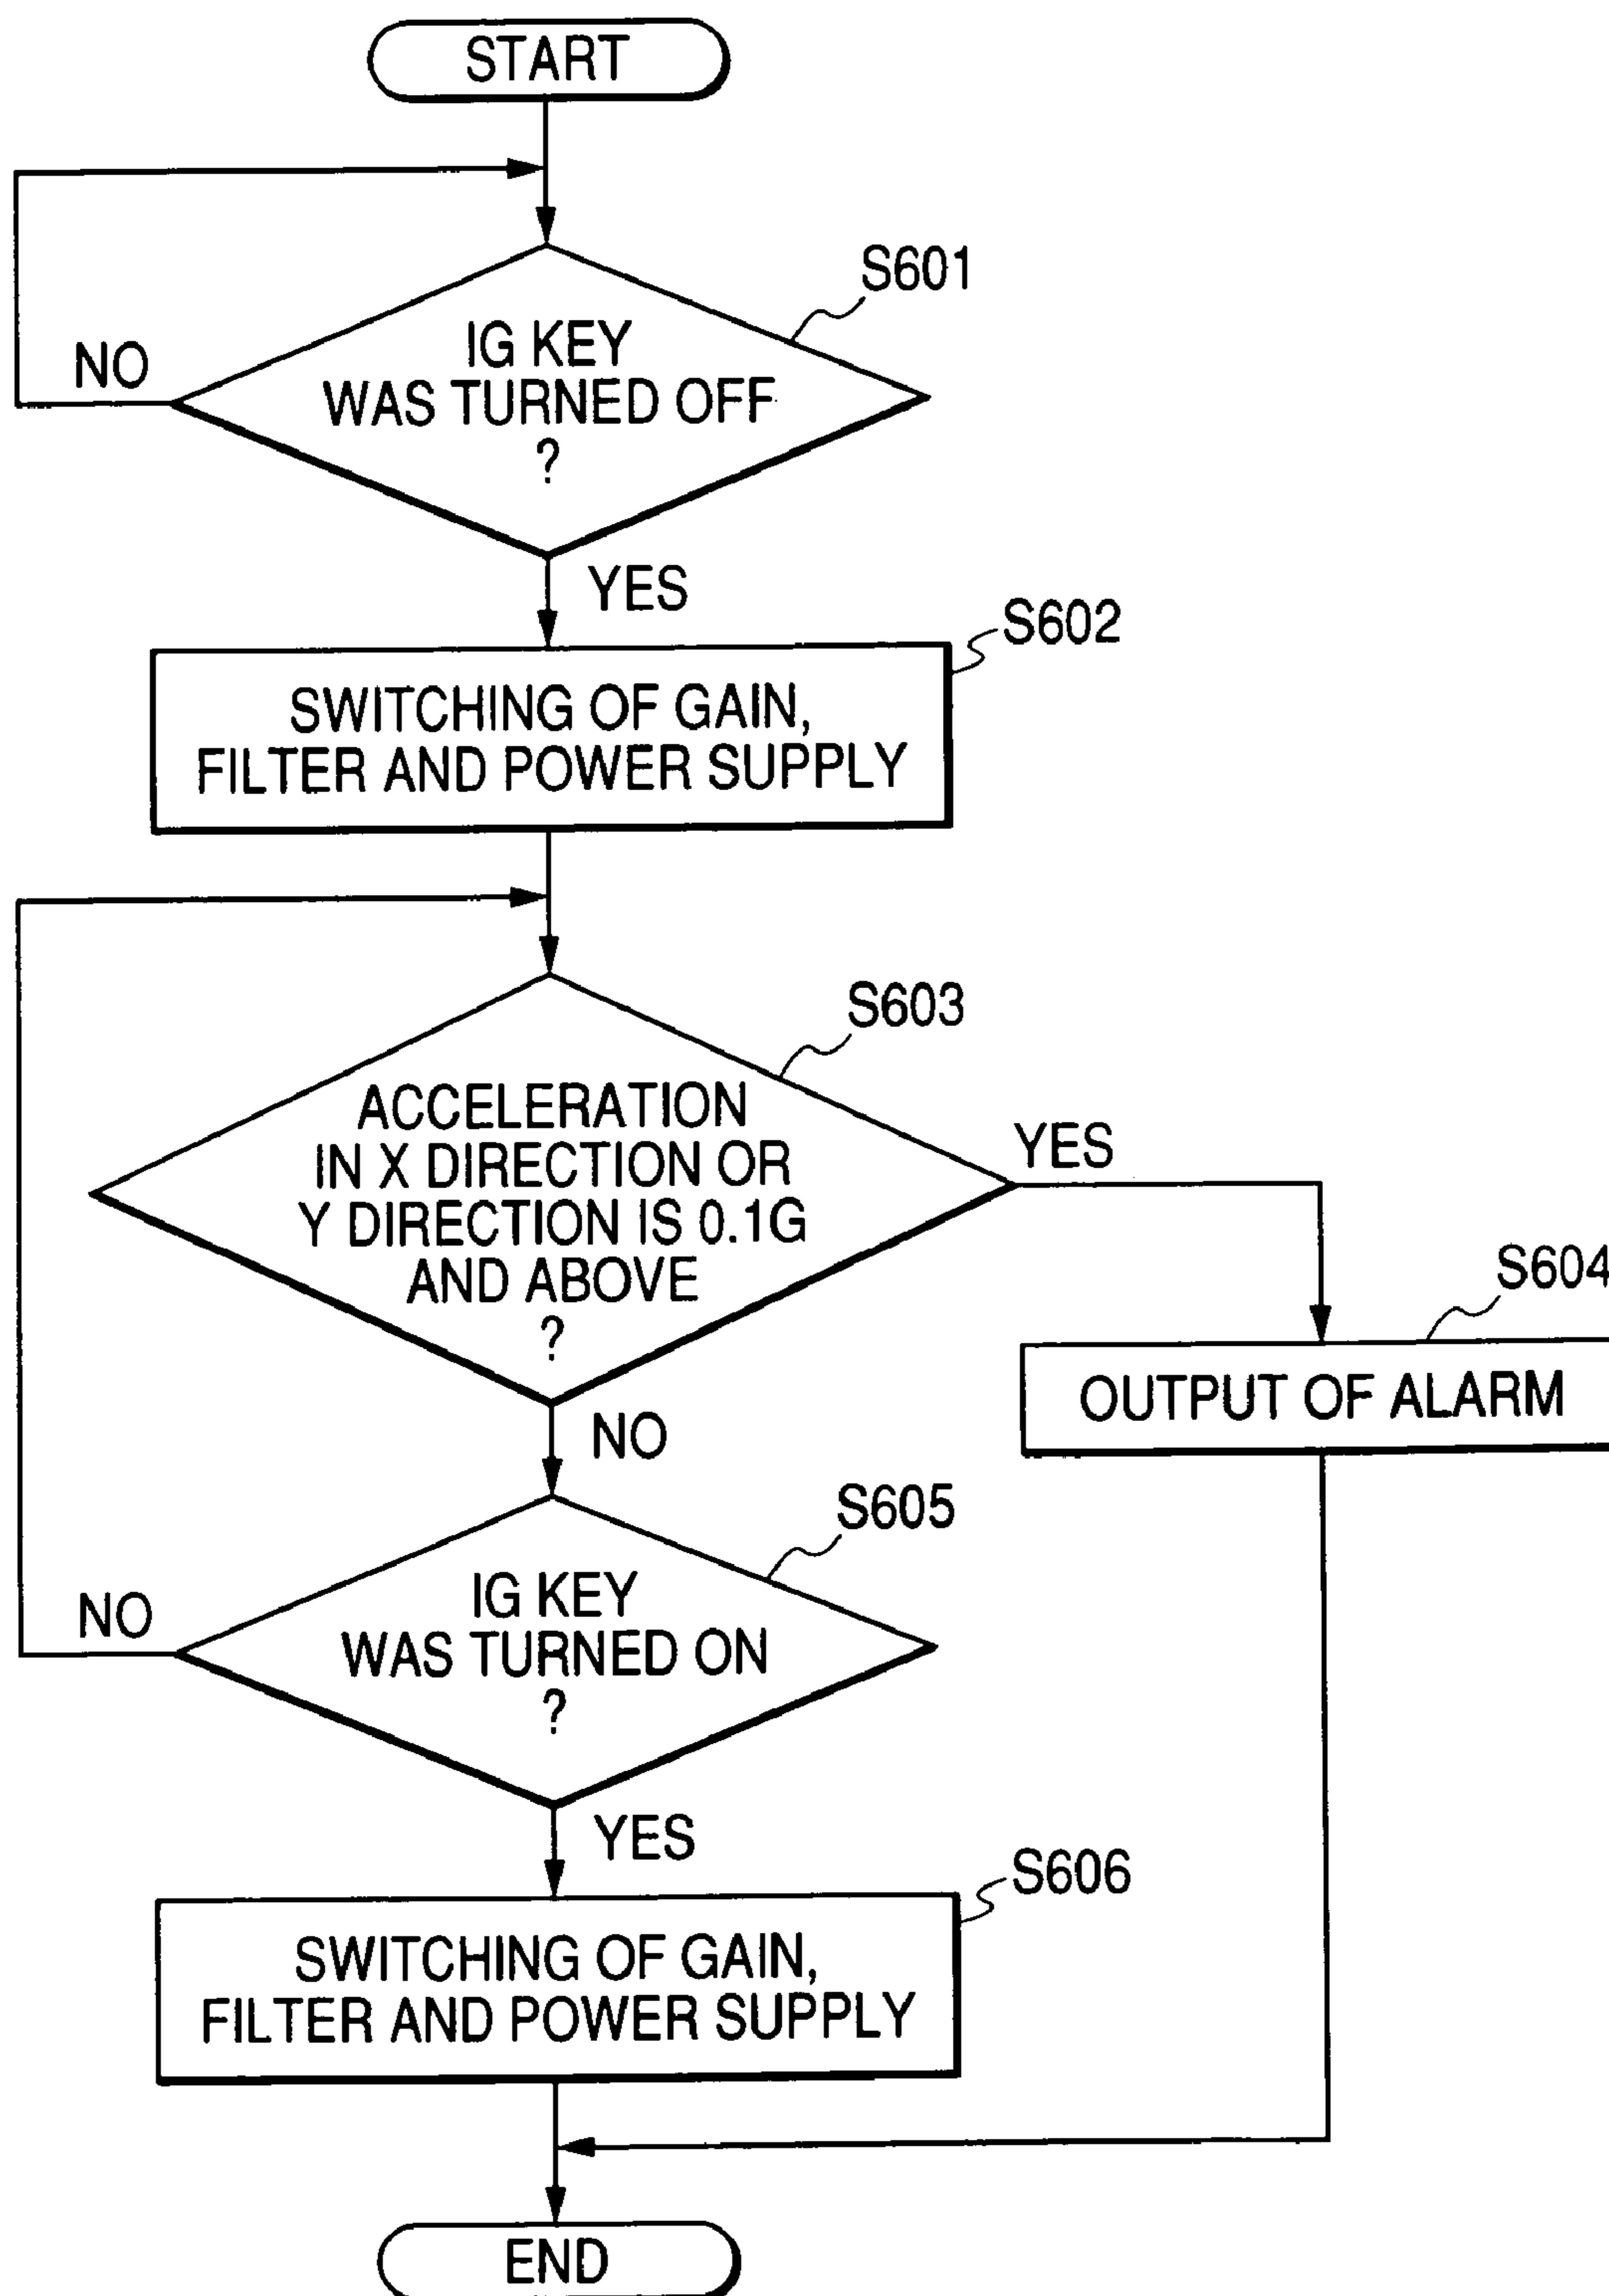 START
S601
IG KEY
WAS TURNED OFF
?
NO
YES
S602
SWITCHING OF GAIN,
FILTER AND POWER SUPPLY
S603
ACCELERATION
IN X DIRECTION OR
Y DIRECTION IS 0.1G
AND ABOVE
?
YES
S604
OUTPUT OF ALARM
NO
S605
IG KEY
WAS TURNED ON
?
NO
YES
S606
SWITCHING OF GAIN,
FILTER AND POWER SUPPLY
END